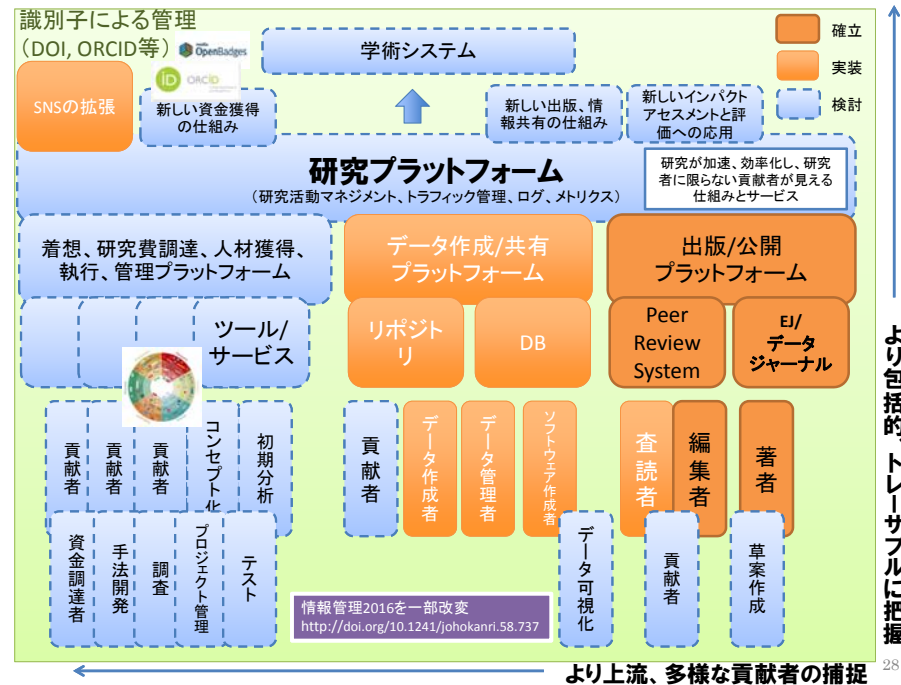 識別子による管理
（DOI, ORCID等）
OpenBadges
iD ORCID
学術システム
確立
実装
検討
SNSの拡張
新しい資金獲得
の仕組み
新しい出版、情
報共有の仕組み
新しいインパクト
アセスメントと評
価への応用
研究プラットフォーム
（研究活動マネジメント、トラフィック管理、ログ、メトリクス）
研究が加速、効率化し、研究
者に限らない貢献者が見える
仕組みとサービス
着想、研究費調達、人材獲得、
執行、管理プラットフォーム
データ作成/共有
プラットフォーム
出版/公開
プラットフォーム
ツール/
サービス
リポジト
リ
DB
Peer
Review
System
EJ/
データ
ジャーナル
貢献者
貢献者
貢献者
コンセプト化
初期分析
貢献者
データ作成者
データ管理者
ソフトウェア作成者
査読者
編集者
著者
資金調達者
手法開発
調査
プロジェクト管理
テスト
データ可視化
貢献者
草案作成
情報管理2016を一部改変
http://doi.org/10.1241/johokanri.58.737
より包括的、トレーサブルに把握
より上流、多様な貢献者の捕捉
28